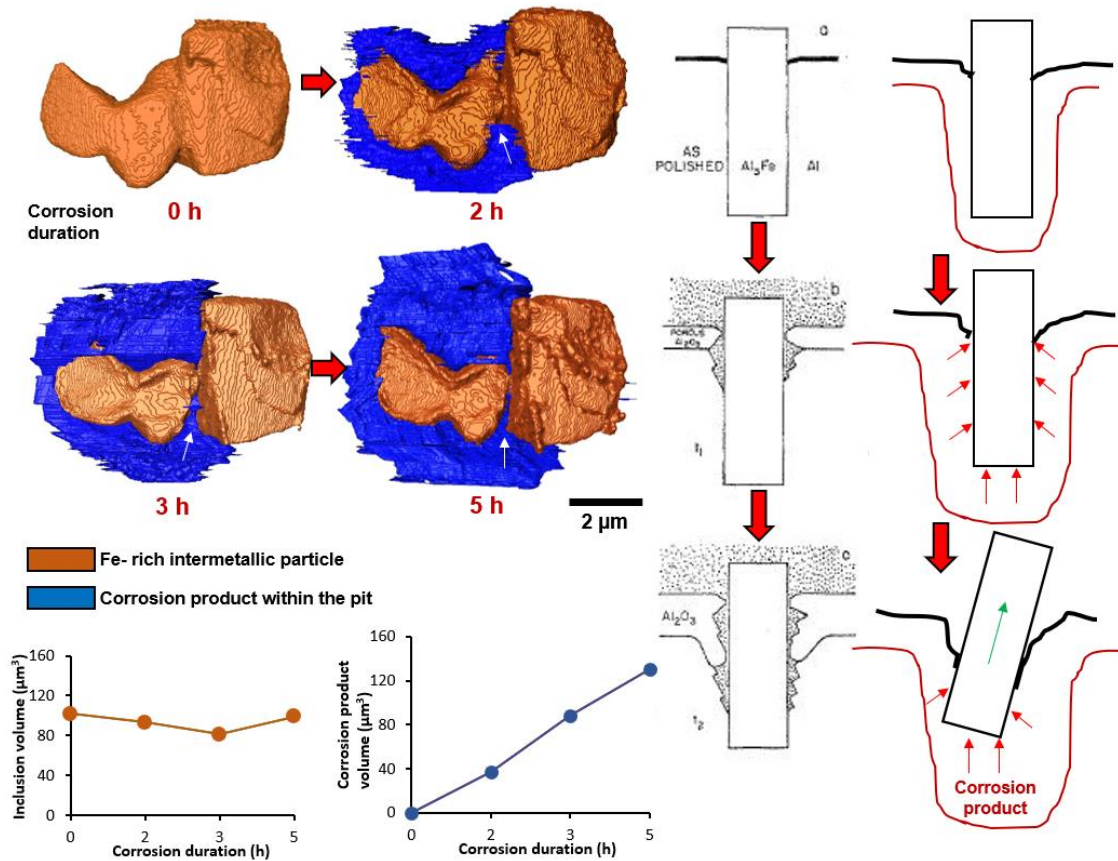 Corrosion
duration
0 h
2 h
3 h
5 h
2 µm
Fe- rich intermetallic particle
Corrosion product within the pit
Inclusion volume (µm³)
160
120
80
40
0
0
2
3
5
Corrosion duration (h)
Corrosion product
volume (µm³)
160
120
80
40
0
0
2
3
5
Corrosion duration (h)
a
AS
POLISHED
Al₃Fe
Al
b
POROUS
Al₂O₃
t₁
c
Al₂O₃
t₂
Corrosion
product